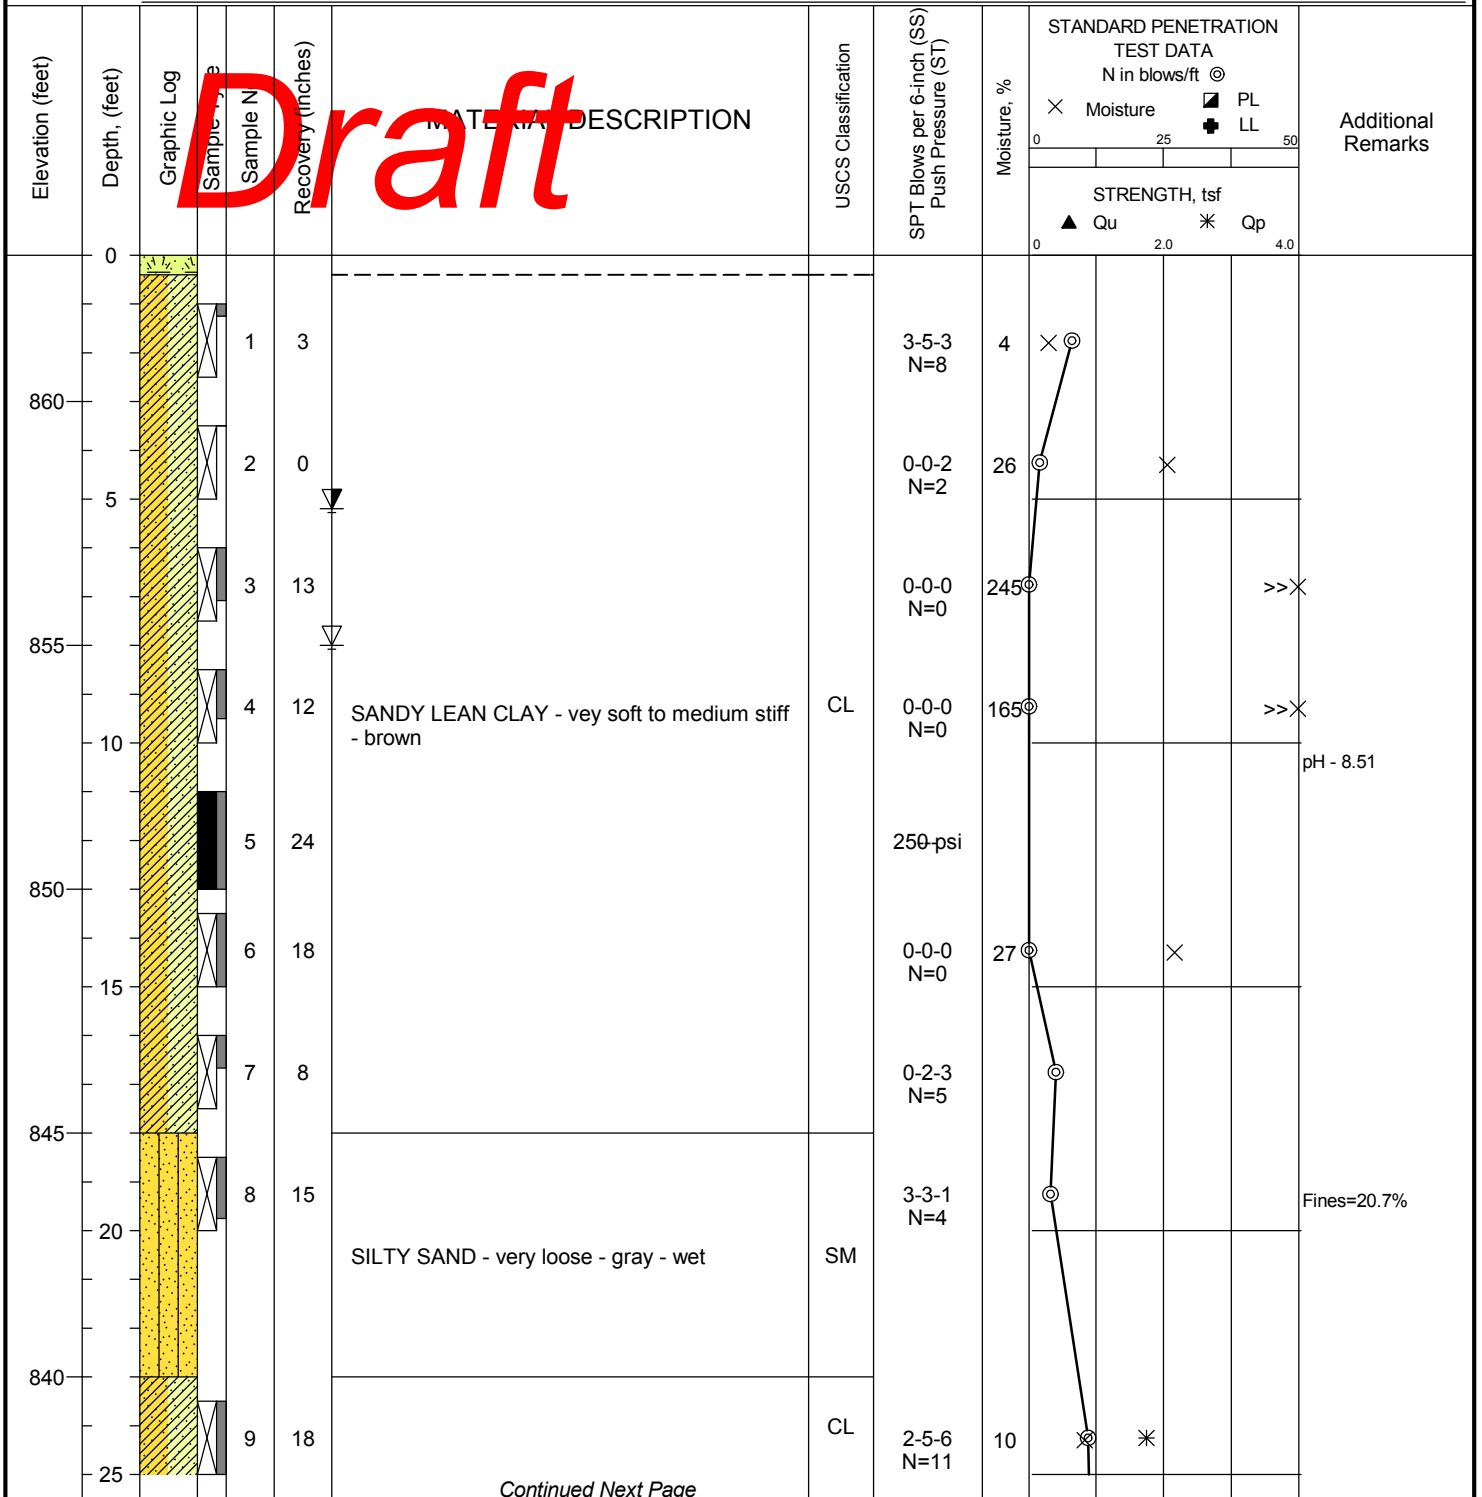 Elevation (feet)
Depth, (feet)
Graphic Log
Sample Type
Sample No
Recovery (inches)
Draft
MATERIAL DESCRIPTION
USCS Classification
SPT Blows per 6-inch (SS)
Push Pressure (ST)
Moisture, %
STANDARD PENETRATION
TEST DATA
N in blows/ft
Moisture
PL
LL
0 25 50
STRENGTH, tsf
Qu Qp
0 2.0 4.0
Additional
Remarks
0
1 3 3-5-3 4
N=8
860
2 0 0-0-2 26
N=2
5
3 13 0-0-0 245 >>
N=0
855
4 12 CL 0-0-0 165 >>
N=0
SANDY LEAN CLAY - vey soft to medium stiff
- brown
10
pH - 8.51
5 24 250 psi
850
6 18 0-0-0 27
N=0
15
7 8 0-2-3
N=5
845
8 15 3-3-1 Fines=20.7%
N=4
20
SILTY SAND - very loose - gray - wet SM
840
CL
9 18 2-5-6 10
N=11
25
Continued Next Page